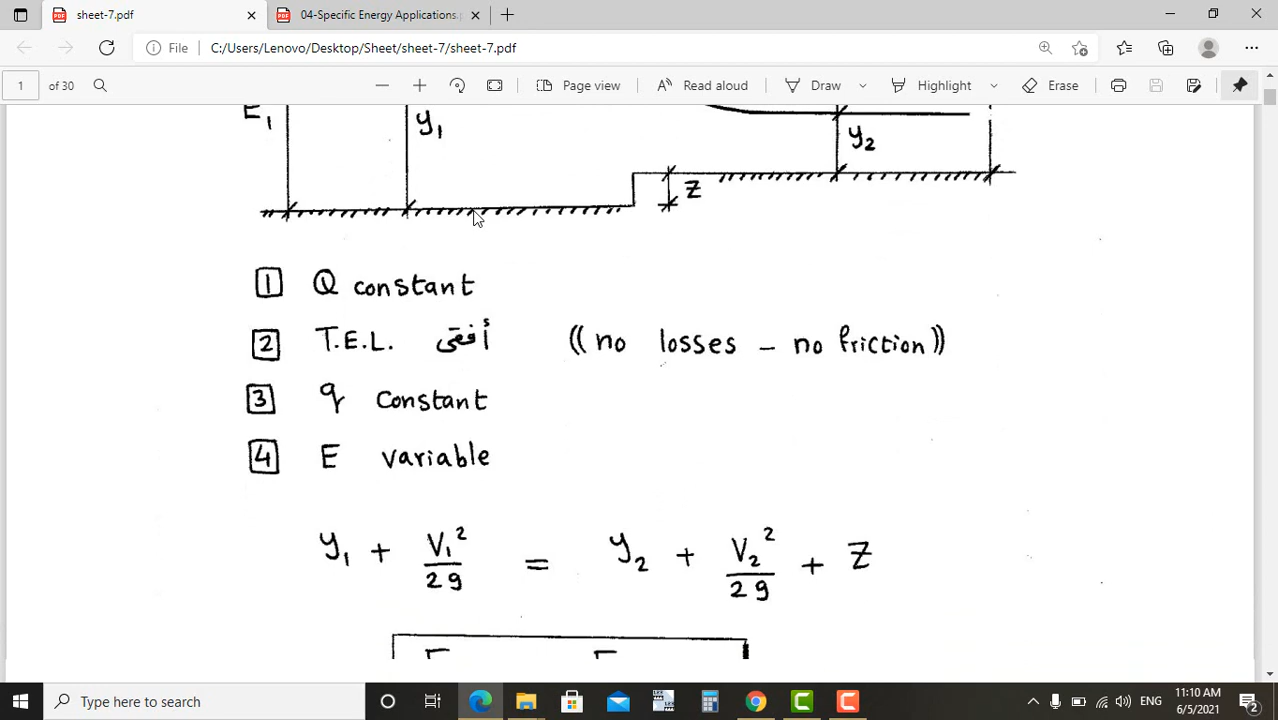 sheet-7.pdf
04-Specific Energy Applications.
File
C:/Users/Lenovo/Desktop/Sheet/sheet-7/sheet-7.pdf
1 of 30
Page view
Read aloud
Draw
Highlight
Erase
E₁
y₁
y₂
Z
1 Q constant
2 T.E.L. أفقى ((no losses – no friction))
3 q constant
4 E variable
y₁ + V₁²/2g = y₂ + V₂²/2g + Z
Type here to search
ENG
11:10 AM
6/5/2021
2